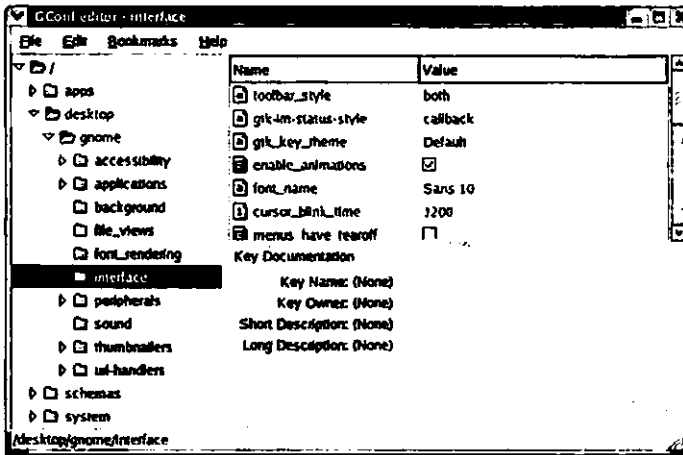 GConf editor - interface
File Edit Bookmarks Help
/
apps
desktop
gnome
accessibility
applications
background
file_views
font_rendering
interface
peripherals
sound
thumbnailers
url-handlers
schemas
system
Name Value
toolbar_style both
gtk-im-status-style callback
gtk_key_theme Default
enable_animations
font_name Sans 10
cursor_blink_time 1200
menus_have_tearoff
Key Documentation
Key Name: (None)
Key Owner: (None)
Short Description: (None)
Long Description: (None)
/desktop/gnome/interface